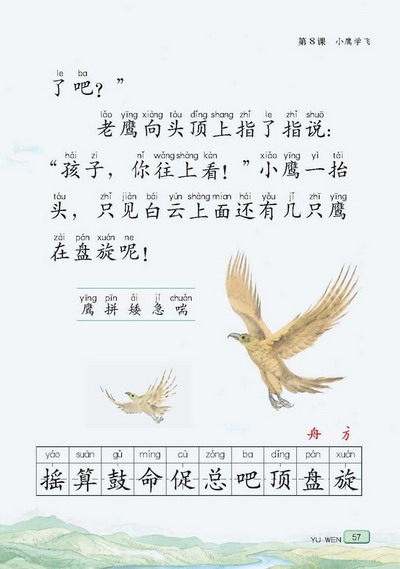 第8课 小鹰学飞
le ba
了吧？”
lǎo yīng xiàng tóu dǐng shang zhǐ le zhǐ shuō
老鹰向头顶上指了指说：
hái zi nǐ wǎng shàng kàn xiǎo yīng yì tái
“孩子，你往上看！”小鹰一抬
tóu zhǐ jiàn bái yún shàng mian hái yǒu jǐ zhī yīng
头，只见白云上面还有几只鹰
zài pán xuán ne
在盘旋呢！
yīng pīn ǎi jí chuǎn
鹰拼矮急喘
舟 方
yáo suàn gǔ mìng cù zǒng ba dǐng pán xuán
摇算鼓命促总吧顶盘旋
YU WEN 57